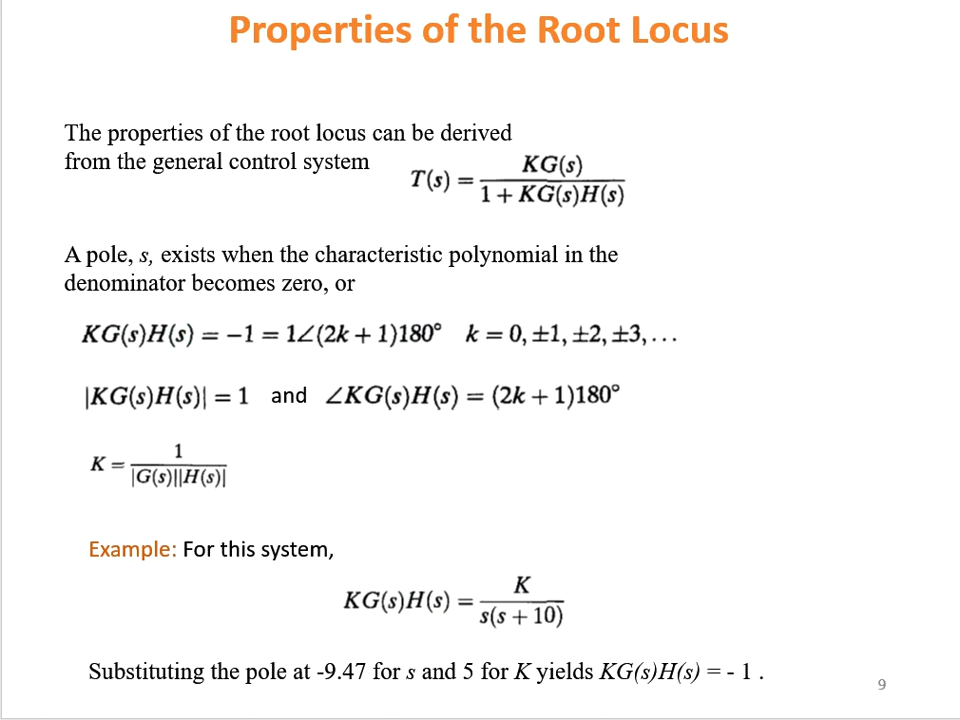 Properties of the Root Locus
The properties of the root locus can be derived
from the general control system
T(s) = KG(s) / 1 + KG(s)H(s)
A pole, s, exists when the characteristic polynomial in the
denominator becomes zero, or
KG(s)H(s) = −1 = 1∠(2k + 1)180° k = 0, ±1, ±2, ±3, . . .
|KG(s)H(s)| = 1 and ∠KG(s)H(s) = (2k + 1)180°
K = 1 / |G(s)||H(s)|
Example: For this system,
KG(s)H(s) = K / s(s + 10)
Substituting the pole at -9.47 for s and 5 for K yields KG(s)H(s) = - 1 .
9